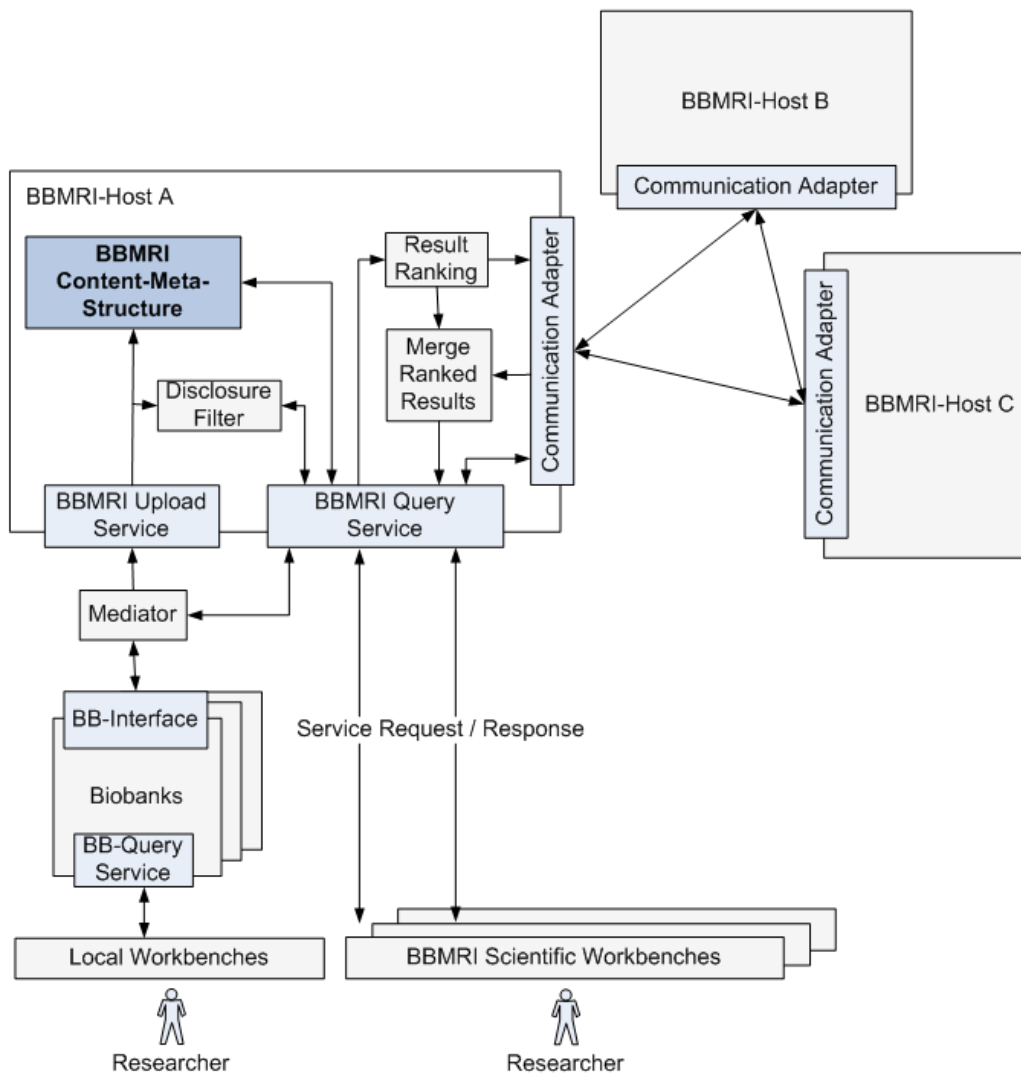 BBMRI-Host B
Communication Adapter
BBMRI-Host A
BBMRI
Content-Meta-
Structure
Result
Ranking
Merge
Ranked
Results
Disclosure
Filter
Communication Adapter
Communication Adapter
BBMRI-Host C
BBMRI Upload
Service
BBMRI Query
Service
Mediator
BB-Interface
Biobanks
BB-Query
Service
Service Request / Response
Local Workbenches
BBMRI Scientific Workbenches
Researcher
Researcher